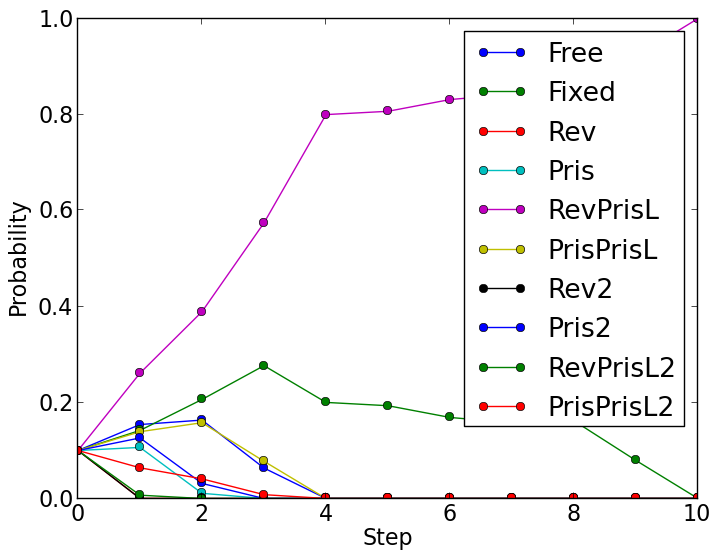 1.0
0.8
0.6
0.4
0.2
0.0
Probability
0
2
4
6
8
10
Step
Free
Fixed
Rev
Pris
RevPrisL
PrisPrisL
Rev2
Pris2
RevPrisL2
PrisPrisL2